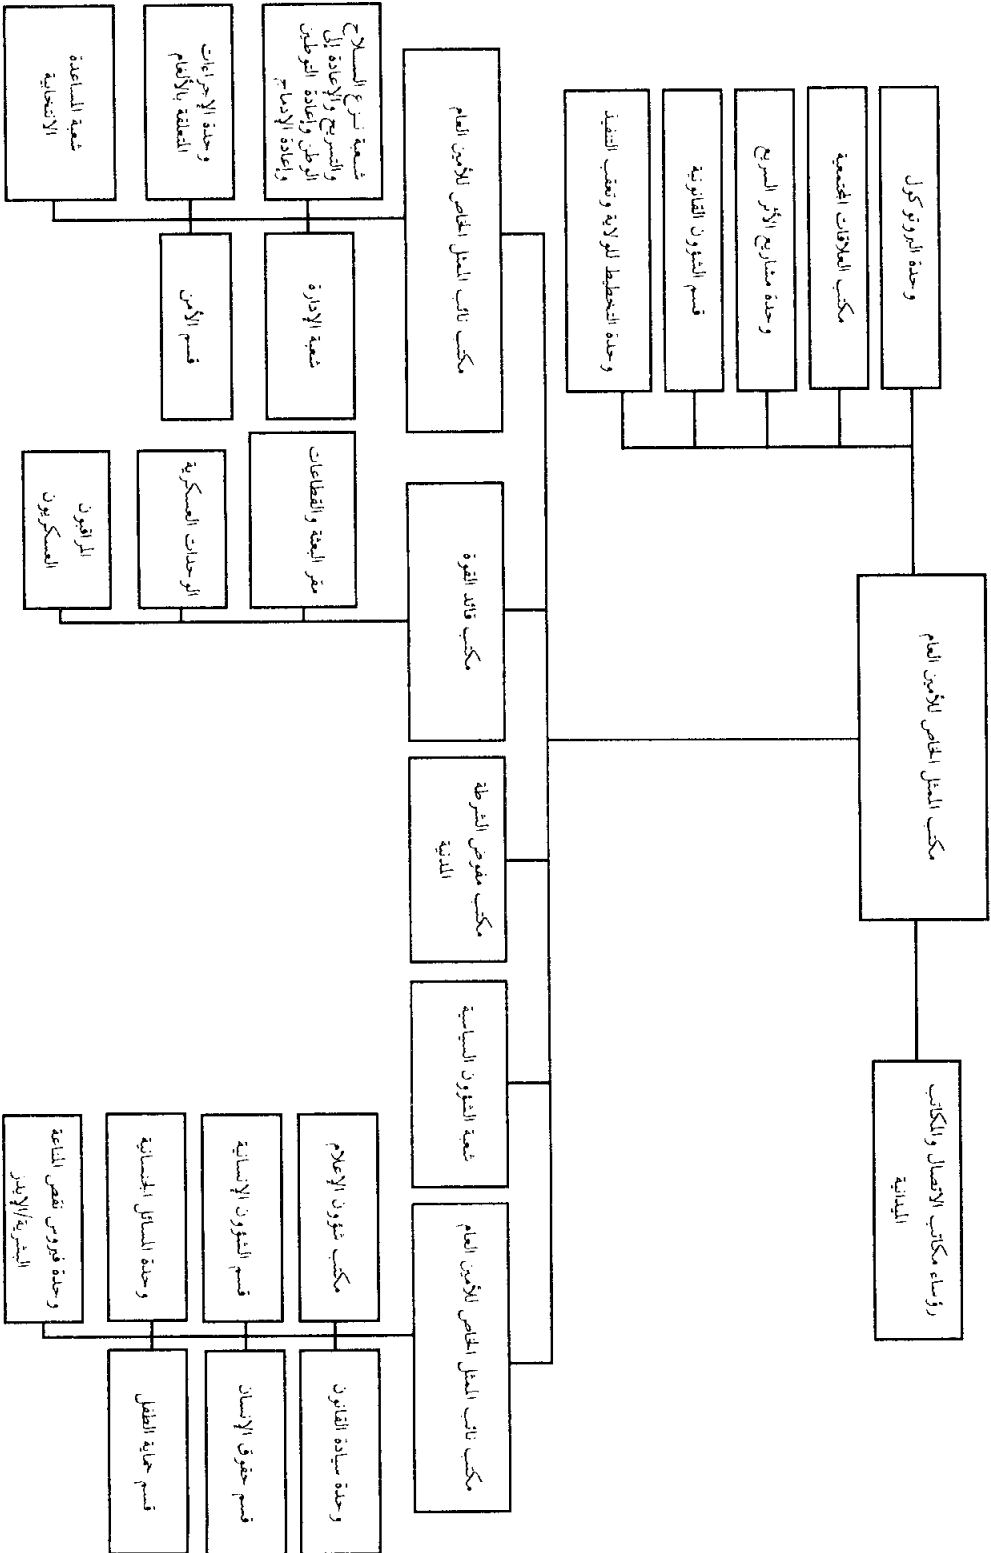 مكتب الممثل الخاص للأمين العام
رؤساء مكاتب الاتصال والمكاتب
الميدانية
وحدة البروتوكول
مكتب العلاقات المجتمعية
وحدة مشاريع الأثر السريع
قسم الشؤون القانونية
وحدة التخطيط للولاية وتعقب التنفيذ
مكتب نائب الممثل الخاص للأمين العام
وحدة سيادة القانون
مكتب شؤون الإعلام
قسم حقوق الإنسان
قسم الشؤون الإنسانية
قسم حماية الطفل
وحدة المسائل الجنسانية
وحدة فيروس نقص المناعة
البشرية/الإيدز
شعبة الشؤون السياسية
مكتب مفوض الشرطة
المدنية
مكتب قائد القوة
مقر البعثة والقطاعات
الوحدات العسكرية
المراقبون
العسكريون
مكتب نائب الممثل الخاص للأمين العام
شعبة الإدارة
شعبة نـزع السـلاح
والتسريح والإعادة إلى
الوطن وإعادة التوطين
وإعادة الإدماج
قسم الأمن
وحدة الإجراءات
المتعلقة بالألغام
شعبة المساعدة
الانتخابية